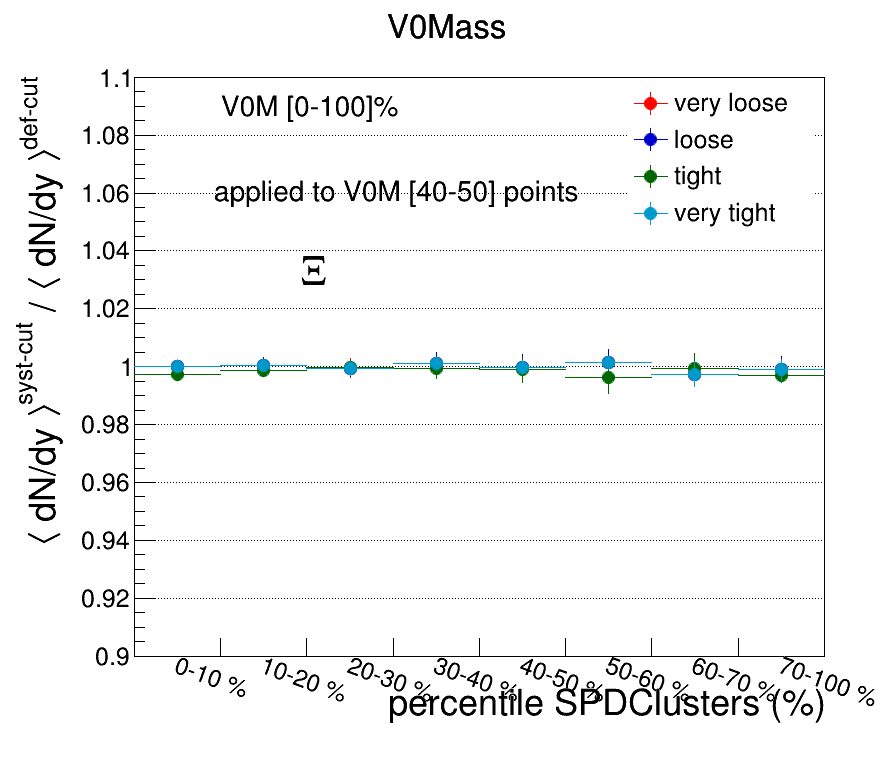 V0Mass
1.1
1.08
1.06
1.04
1.02
1
0.98
0.96
0.94
0.92
0.9
⟨ dN/dy ⟩^syst-cut / ⟨ dN/dy ⟩^def-cut
V0M [0-100]%
applied to V0M [40-50] points
Ξ
very loose
loose
tight
very tight
0-10 %
10-20 %
20-30 %
30-40 %
40-50 %
50-60 %
60-70 %
70-100 %
percentile SPDClusters (%)